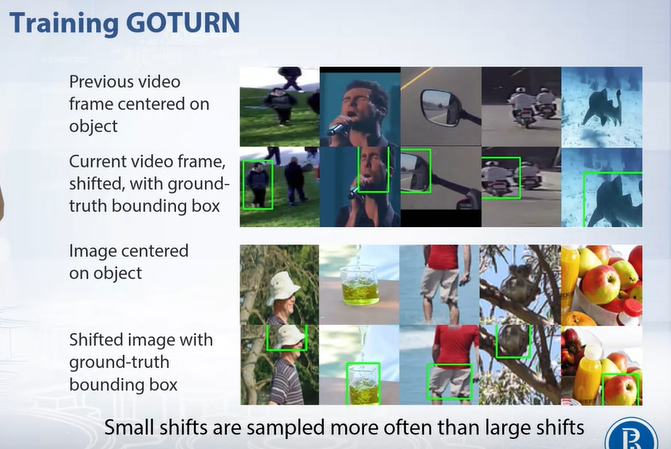 Training GOTURN
Previous video
frame centered on
object
Current video frame,
shifted, with ground-
truth bounding box
Image centered
on object
Shifted image with
ground-truth
bounding box
Small shifts are sampled more often than large shifts